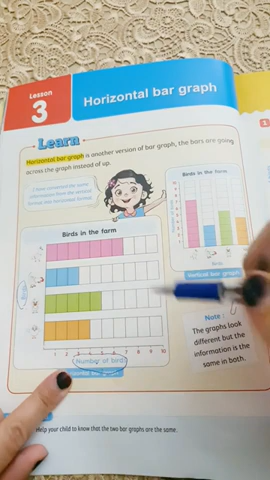 Lesson
3
Horizontal bar graph
Learn
Horizontal bar graph is another version of bar graph, the bars are going
across the graph instead of up.
I have converted the same
information from the vertical
format into horizontal format.
Birds in the farm
Birds in the farm
Birds
Vertical bar graph
1 2 3 4 5 6 7 8 9 10
Number of birds
Horizontal bar graph
Note :
The graphs look
different but the
information is the
same in both.
Help your child to know that the two bar graphs are the same.